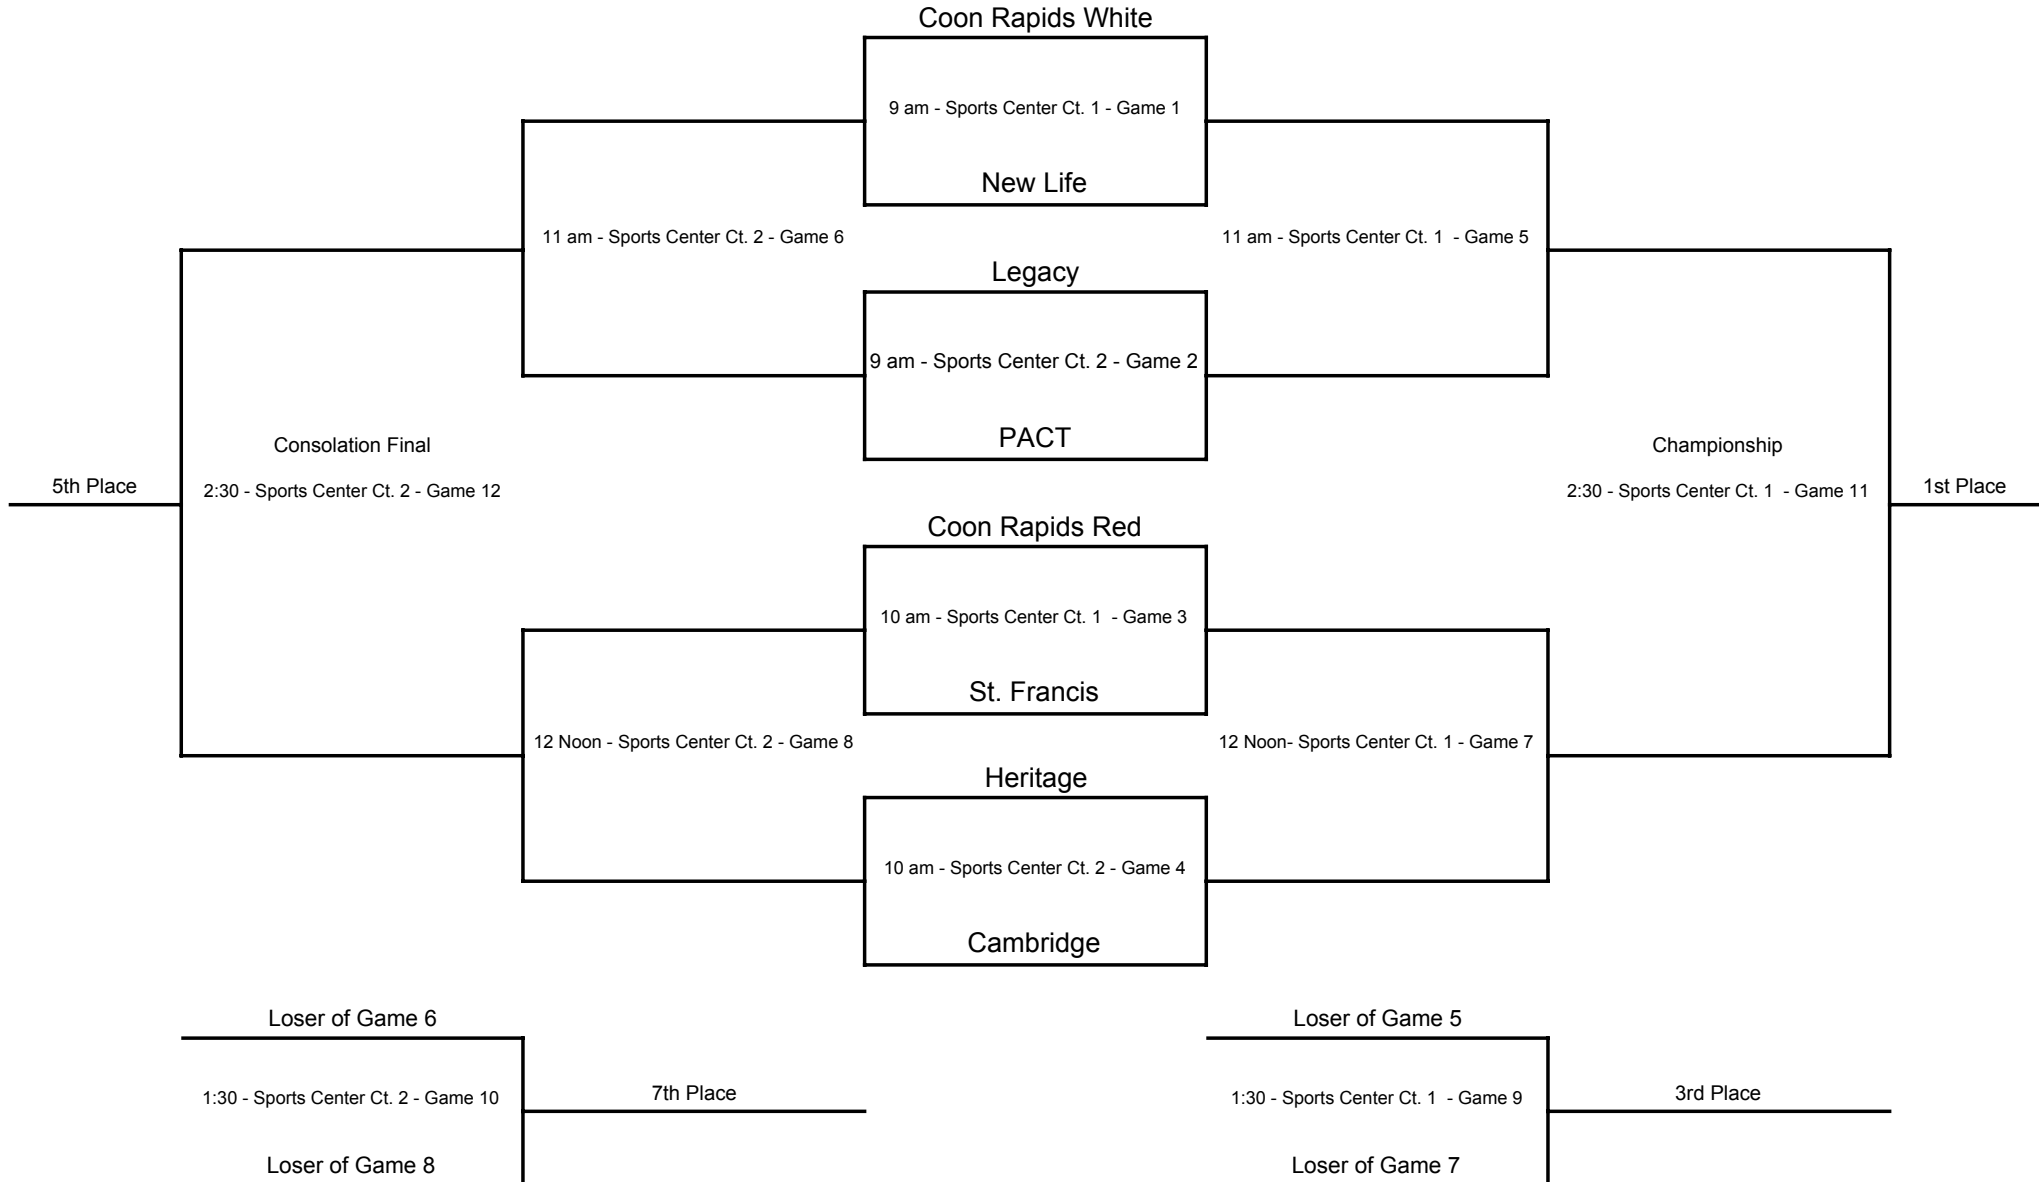 Coon Rapids White
9 am - Sports Center Ct. 1 - Game 1
New Life
11 am - Sports Center Ct. 2 - Game 6
11 am - Sports Center Ct. 1  - Game 5
Legacy
9 am - Sports Center Ct. 2 - Game 2
PACT
Consolation Final
Championship
5th Place
2:30 - Sports Center Ct. 2 - Game 12
2:30 - Sports Center Ct. 1  - Game 11
1st Place
Coon Rapids Red
10 am - Sports Center Ct. 1  - Game 3
St. Francis
12 Noon - Sports Center Ct. 2 - Game 8
12 Noon- Sports Center Ct. 1 - Game 7
Heritage
10 am - Sports Center Ct. 2 - Game 4
Cambridge
Loser of Game 6
Loser of Game 5
1:30 - Sports Center Ct. 2 - Game 10
7th Place
1:30 - Sports Center Ct. 1  - Game 9
3rd Place
Loser of Game 8
Loser of Game 7